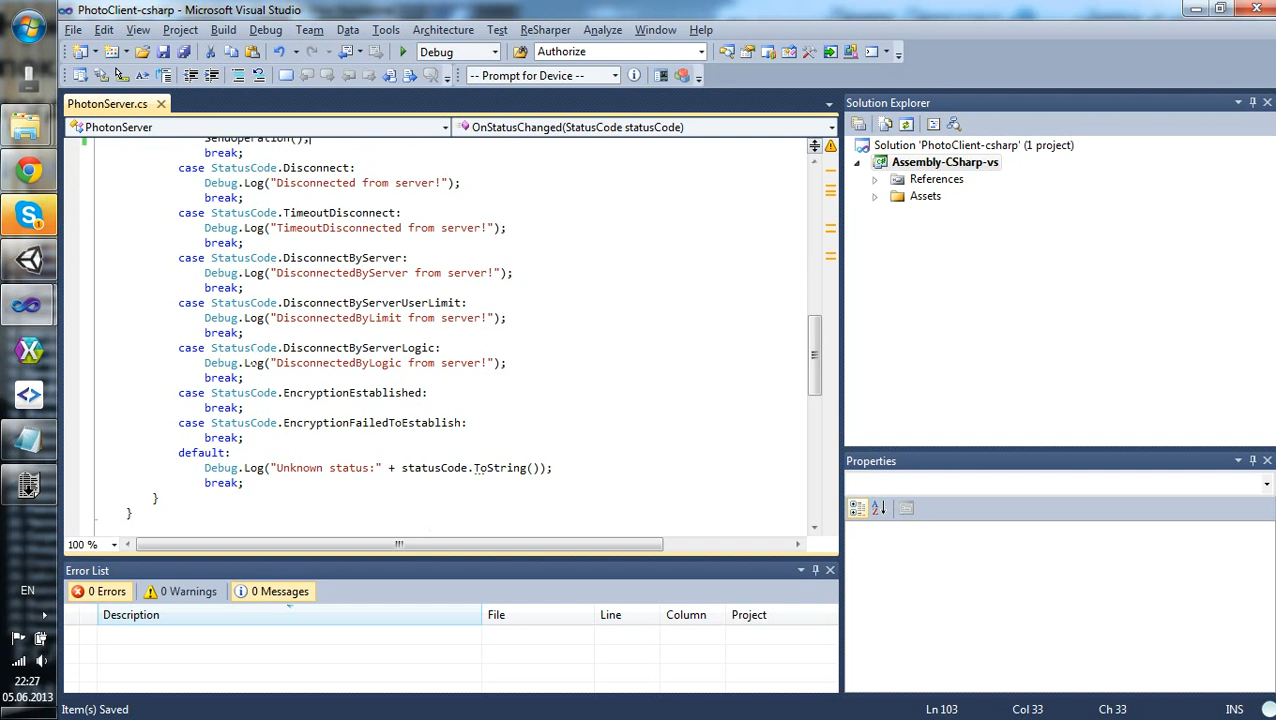 PhotoClient-csharp - Microsoft Visual Studio
File Edit View Project Build Debug Team Data Tools Architecture Test ReSharper Analyze Window Help
Debug Authorize
-- Prompt for Device --
PhotonServer.cs
PhotonServer OnStatusChanged(StatusCode statusCode)
SendOperation();
break;
case StatusCode.Disconnect:
Debug.Log("Disconnected from server!");
break;
case StatusCode.TimeoutDisconnect:
Debug.Log("TimeoutDisconnected from server!");
break;
case StatusCode.DisconnectByServer:
Debug.Log("DisconnectedByServer from server!");
break;
case StatusCode.DisconnectByServerUserLimit:
Debug.Log("DisconnectedByLimit from server!");
break;
case StatusCode.DisconnectByServerLogic:
Debug.Log("DisconnectedByLogic from server!");
break;
case StatusCode.EncryptionEstablished:
break;
case StatusCode.EncryptionFailedToEstablish:
break;
default:
Debug.Log("Unknown status:" + statusCode.ToString());
break;
}
}
100 %
Solution Explorer
Solution 'PhotoClient-csharp' (1 project)
Assembly-CSharp-vs
References
Assets
Properties
Error List
0 Errors 0 Warnings 0 Messages
Description File Line Column Project
Item(s) Saved Ln 103 Col 33 Ch 33 INS
EN
22:27
05.06.2013